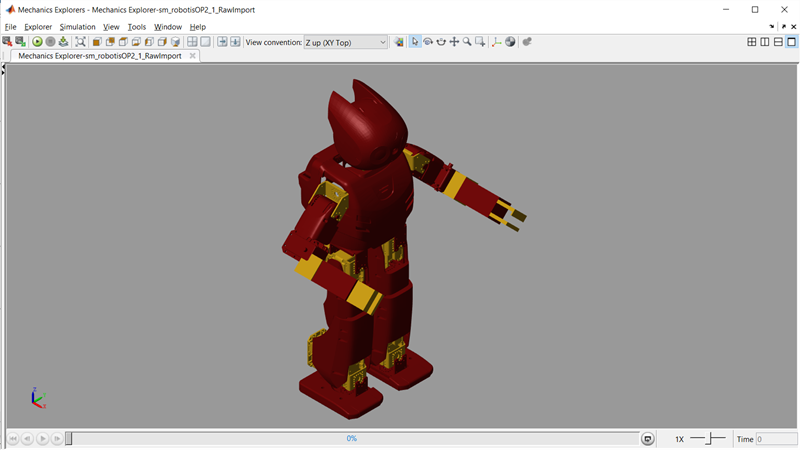 Mechanics Explorers - Mechanics Explorer-sm_robotisOP2_1_RawImport
File Explorer Simulation View Tools Window Help
View convention: Z up (XY Top)
Mechanics Explorer-sm_robotisOP2_1_RawImport
Z
Y
X
0%
1X
Time 0